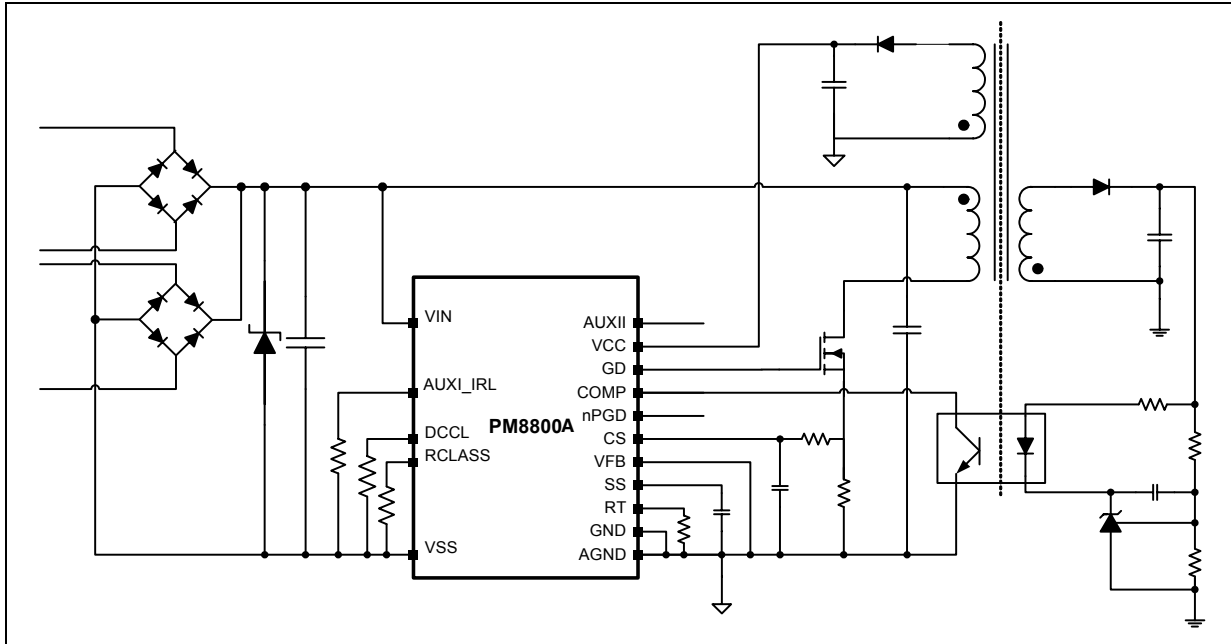 VIN
AUXI_IRL
DCCL
RCLASS
VSS
PM8800A
AUXII
VCC
GD
COMP
nPGD
CS
VFB
SS
RT
GND
AGND